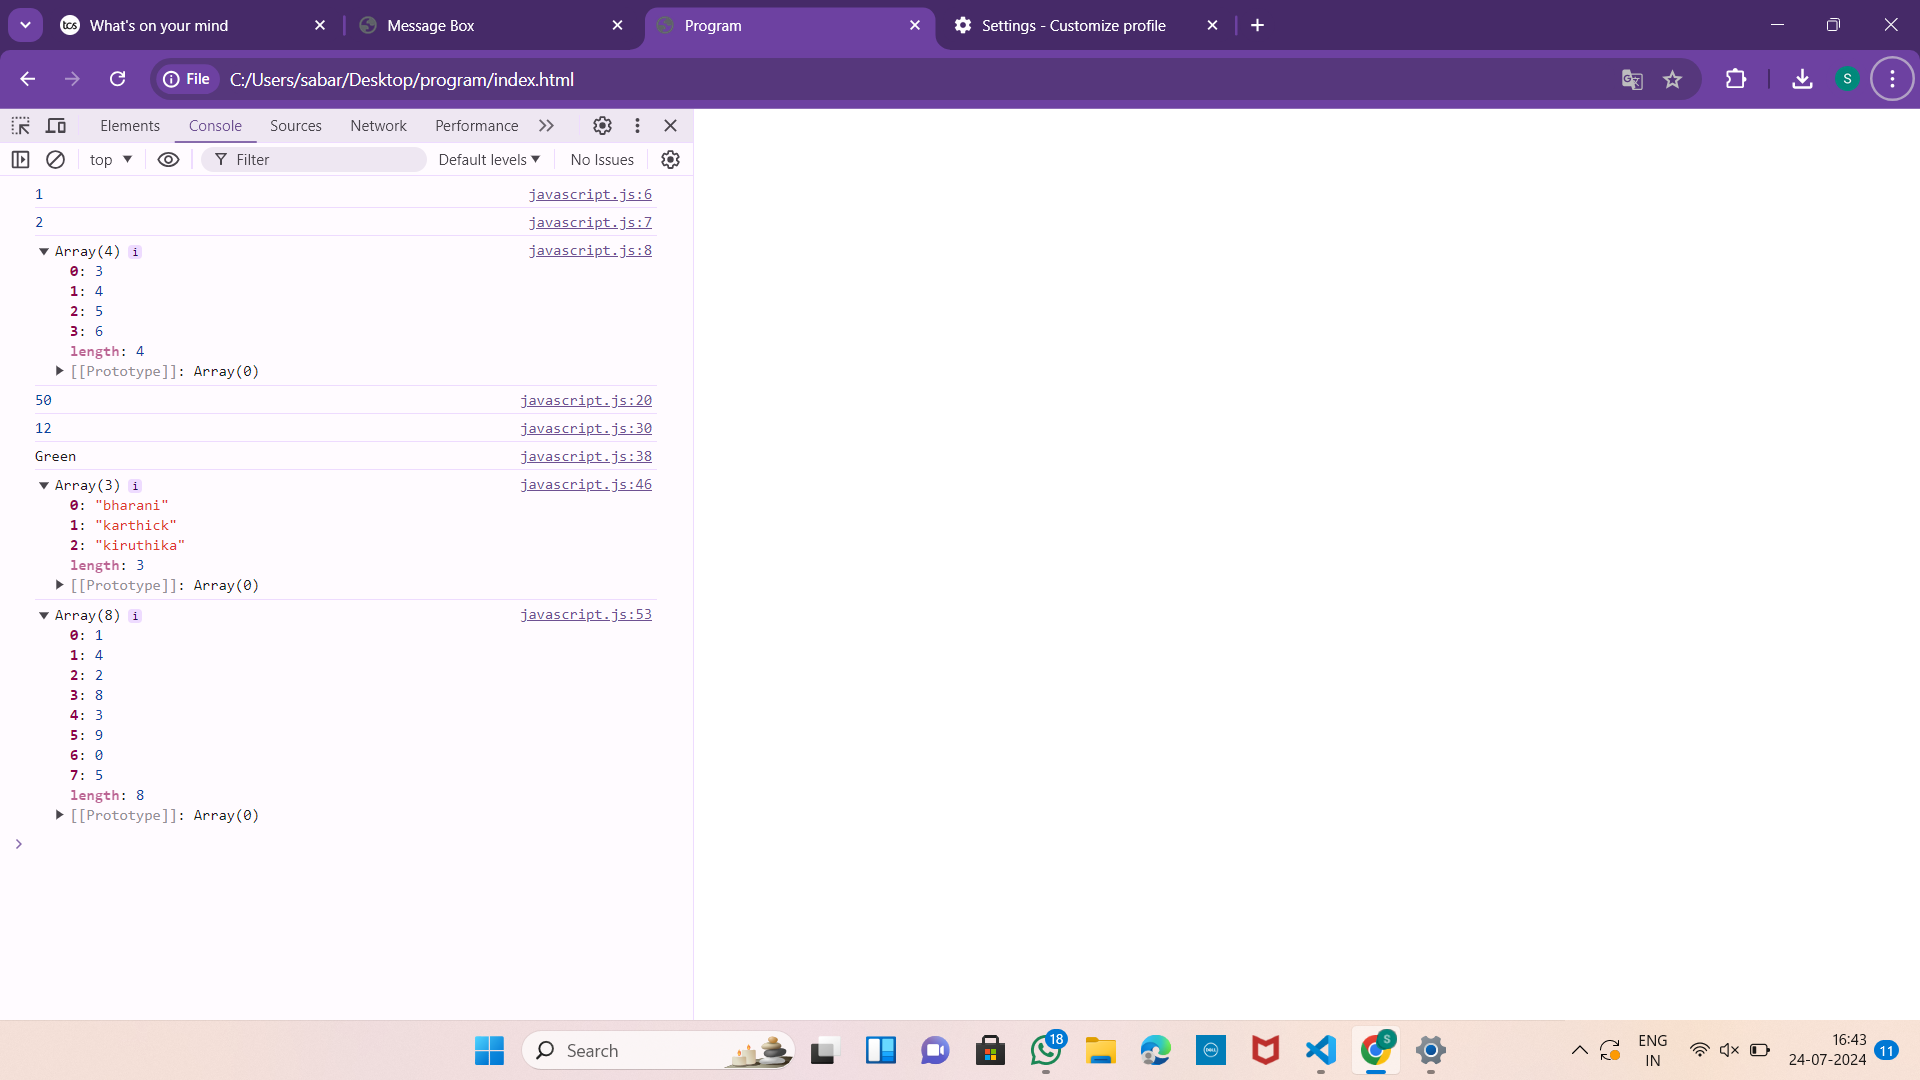 What's on your mind
Message Box
Program
Settings - Customize profile
File
C:/Users/sabar/Desktop/program/index.html
S
Elements Console Sources Network Performance
top Filter Default levels No Issues
1 javascript.js:6
2 javascript.js:7
Array(4) i javascript.js:8
0: 3
1: 4
2: 5
3: 6
length: 4
[[Prototype]]: Array(0)
50 javascript.js:20
12 javascript.js:30
Green javascript.js:38
Array(3) i javascript.js:46
0: "bharani"
1: "karthick"
2: "kiruthika"
length: 3
[[Prototype]]: Array(0)
Array(8) i javascript.js:53
0: 1
1: 4
2: 2
3: 8
4: 3
5: 9
6: 0
7: 5
length: 8
[[Prototype]]: Array(0)
Search
18
DELL
S
ENG
IN
16:43
24-07-2024
11